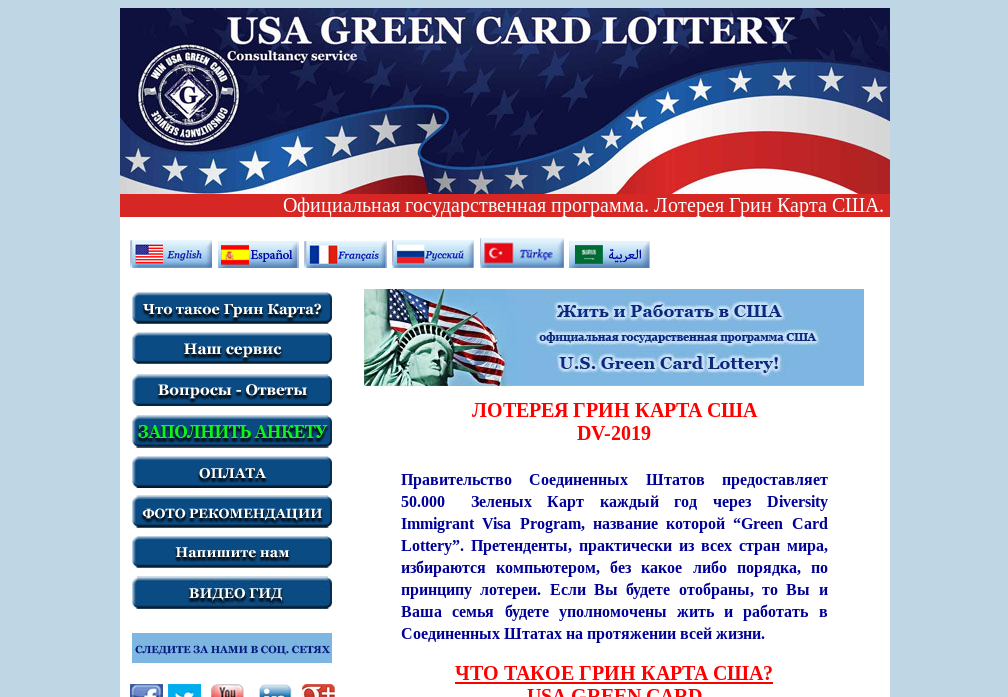 USA GREEN CARD LOTTERY
Consultancy service
WIN USA GREEN CARD
G
CONSULTANCY SERVICE
Официальная государственная программа. Лотерея Грин Карта США.
English Español Français Русский Türkçe العربية
Что такое Грин Карта?
Наш сервис
Вопросы - Ответы
ЗАПОЛНИТЬ АНКЕТУ
ОПЛАТА
ФОТО РЕКОМЕНДАЦИИ
Напишите нам
ВИДЕО ГИД
СЛЕДИТЕ ЗА НАМИ В СОЦ. СЕТЯХ
You
in
g+
Жить и Работать в США
официальная государственная программа США
U.S. Green Card Lottery!
ЛОТЕРЕЯ ГРИН КАРТА США
DV-2019
Правительство Соединенных Штатов предоставляет
50.000 Зеленых Карт каждый год через Diversity
Immigrant Visa Program, название которой “Green Card
Lottery”. Претенденты, практически из всех стран мира,
избираются компьютером, без какое либо порядка, по
принципу лотереи. Если Вы будете отобраны, то Вы и
Ваша семья будете уполномочены жить и работать в
Соединенных Штатах на протяжении всей жизни.
ЧТО ТАКОЕ ГРИН КАРТА США?
USA GREEN CARD